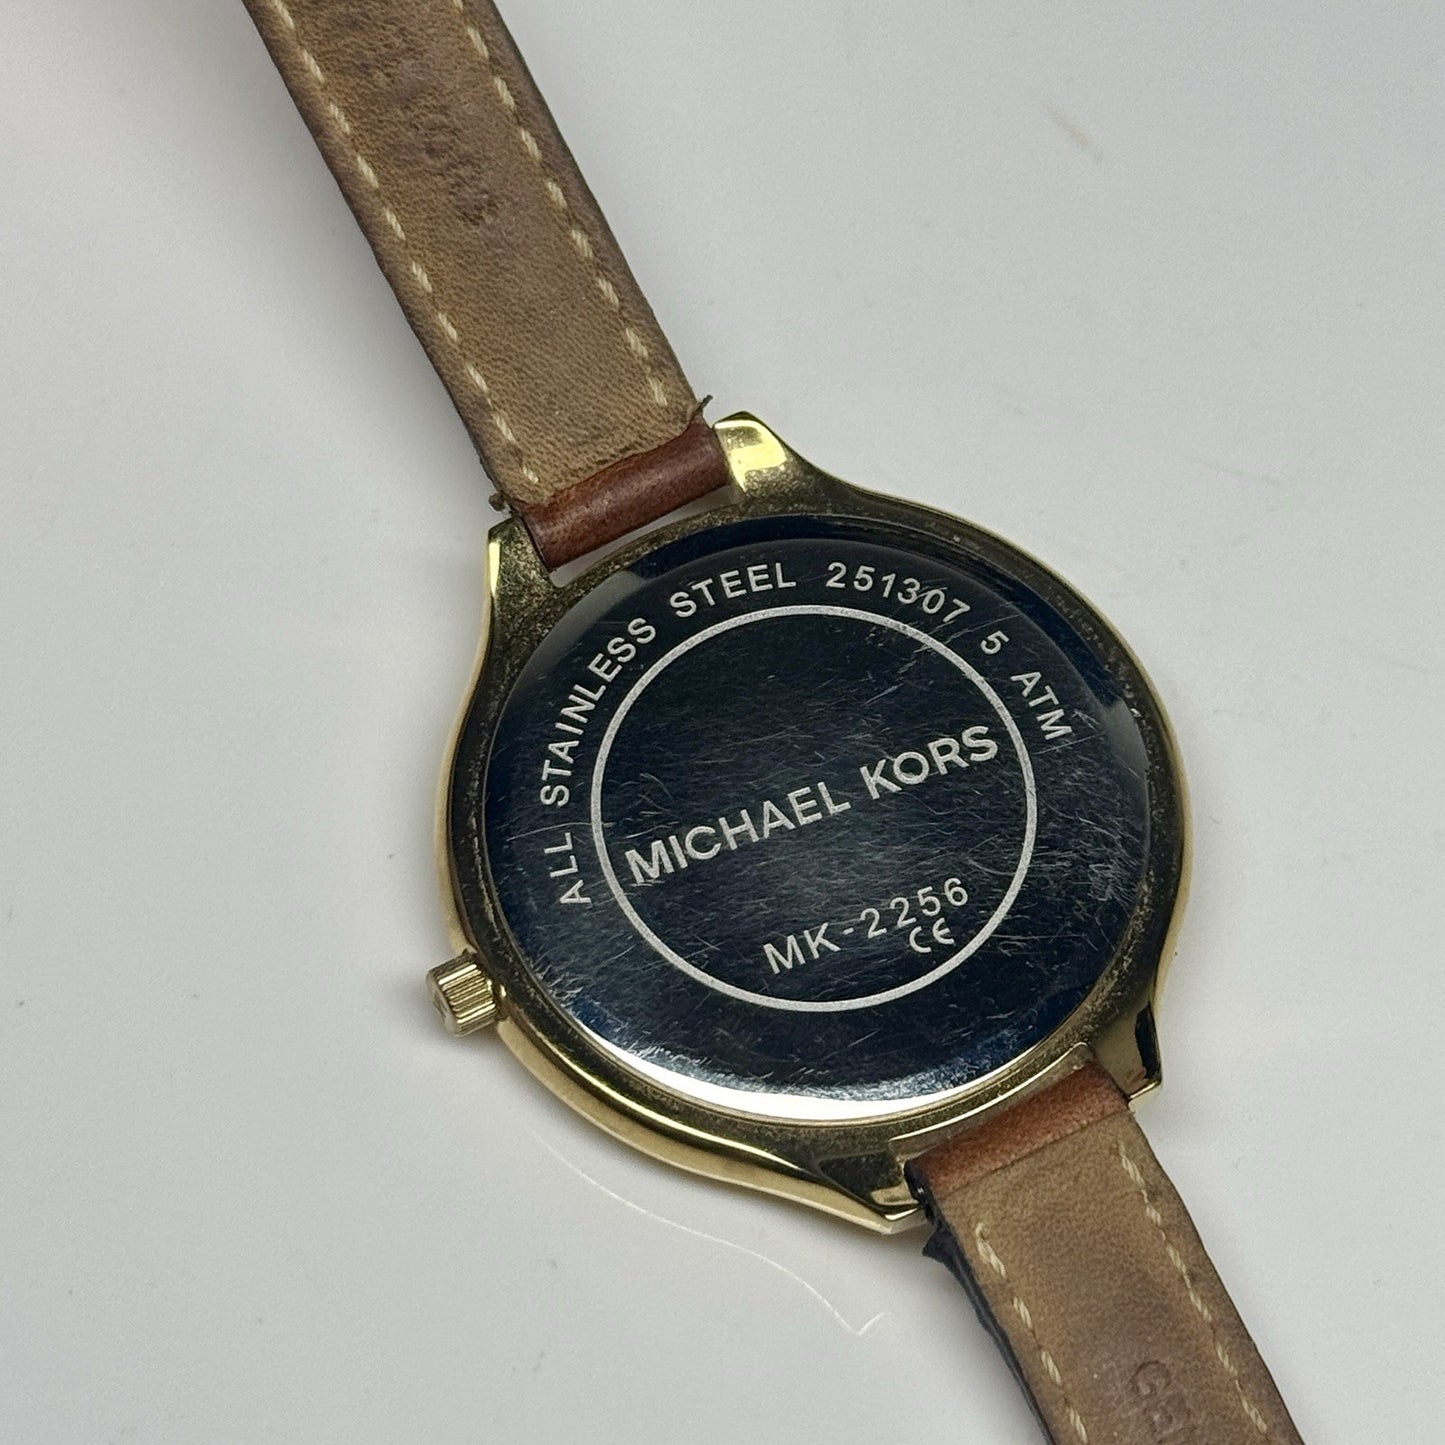 ALL STAINLESS STEEL 251307 5 ATM
MICHAEL KORS
MK-2256
CE